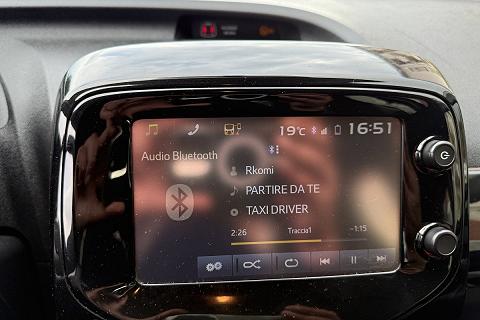 19°C 16:51
Audio Bluetooth
Rkomi
PARTIRE DA TE
TAXI DRIVER
2:26 Traccia1 -1:15